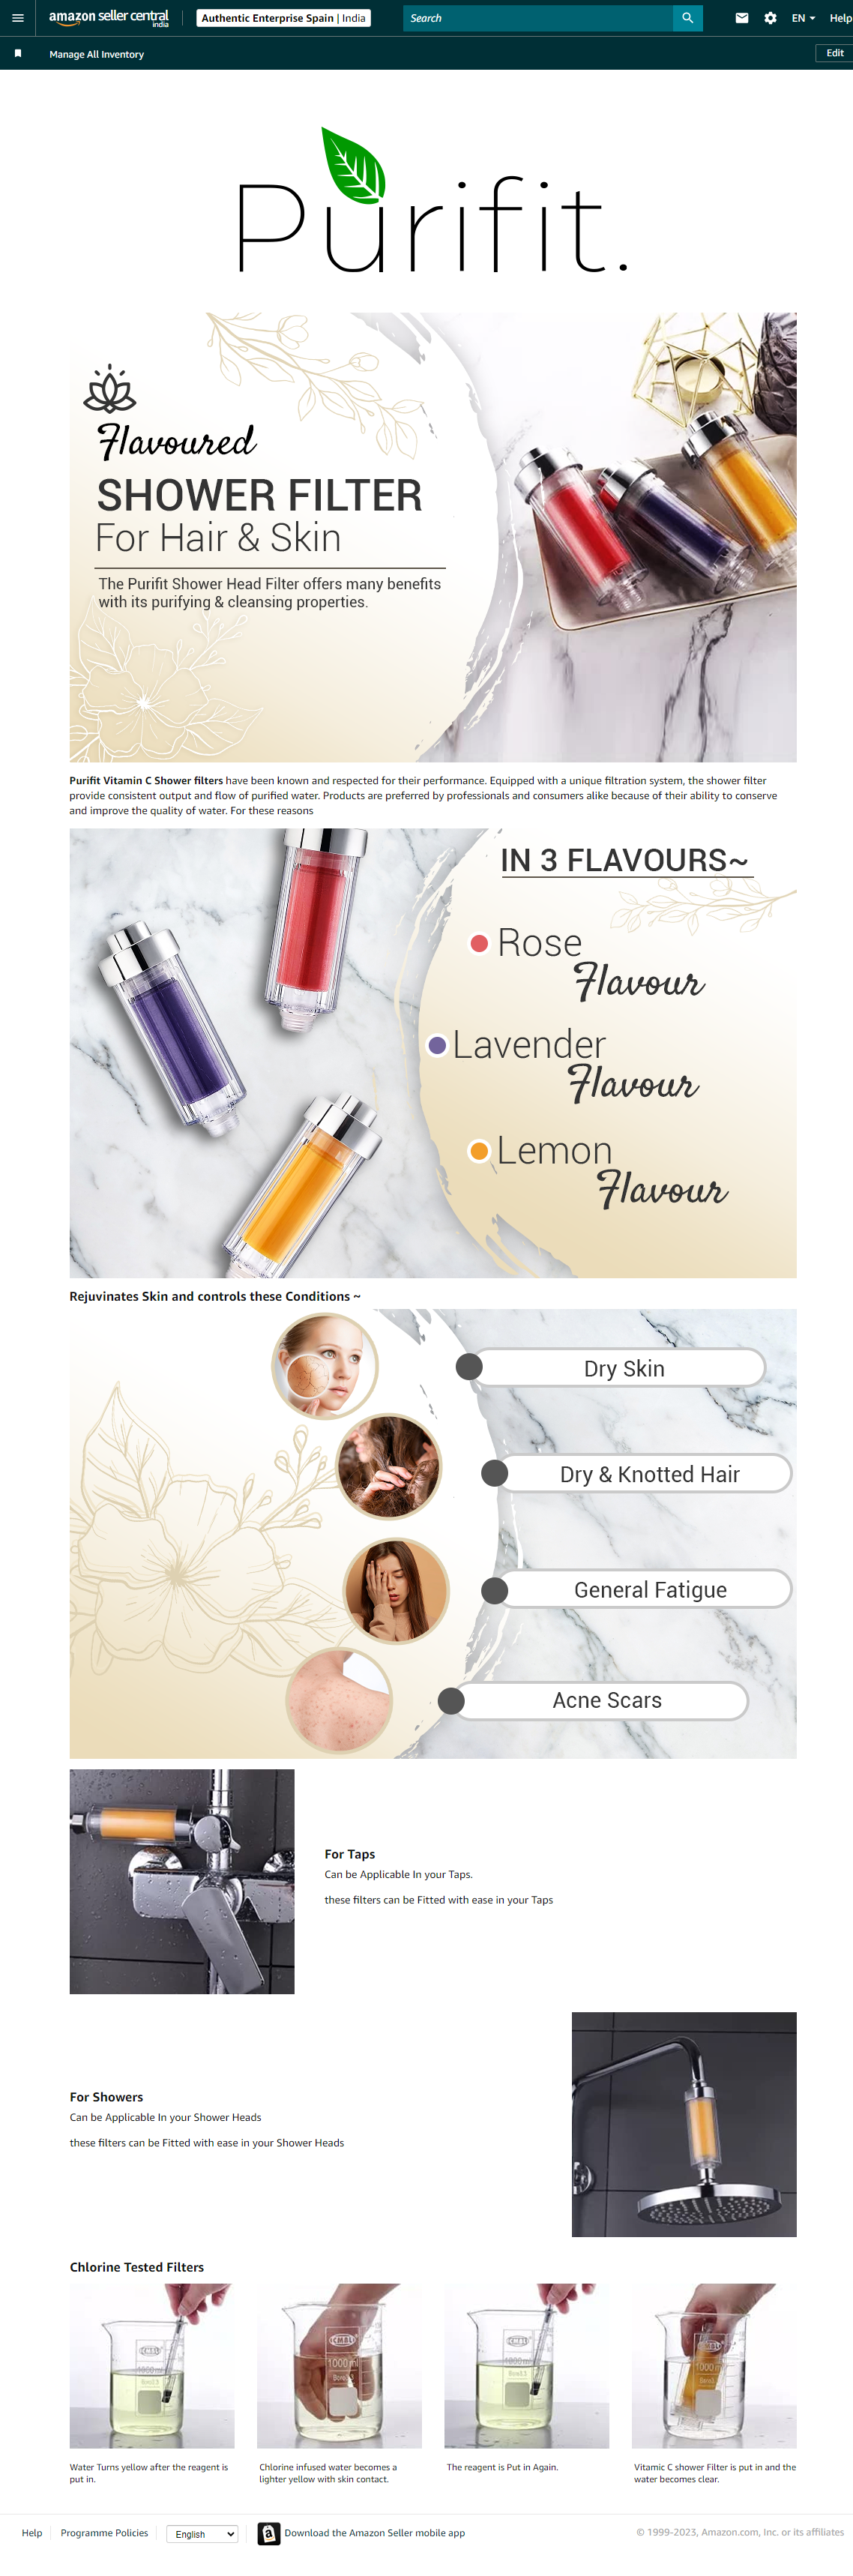 amazon seller central
india
Authentic Enterprise Spain | India
Search
EN
Help
Manage All Inventory
Edit
Purifit.
Flavoured
SHOWER FILTER
For Hair & Skin
The Purifit Shower Head Filter offers many benefits
with its purifying & cleansing properties.
Purifit Vitamin C Shower filters have been known and respected for their performance. Equipped with a unique filtration system, the shower filter
provide consistent output and flow of purified water. Products are preferred by professionals and consumers alike because of their ability to conserve
and improve the quality of water. For these reasons
IN 3 FLAVOURS~
Rose
Flavour
Lavender
Flavour
Lemon
Flavour
Rejuvinates Skin and controls these Conditions ~
Dry Skin
Dry & Knotted Hair
General Fatigue
Acne Scars
For Taps
Can be Applicable In your Taps.
these filters can be Fitted with ease in your Taps
For Showers
Can be Applicable In your Shower Heads
these filters can be Fitted with ease in your Shower Heads
Chlorine Tested Filters
1000 ml
1000 ml
1000 ml
1000 ml
Water Turns yellow after the reagent is
put in.
Chlorine infused water becomes a
lighter yellow with skin contact.
The reagent is Put in Again.
Vitamic C shower Filter is put in and the
water becomes clear.
Help
Programme Policies
English
Download the Amazon Seller mobile app
© 1999-2023, Amazon.com, Inc. or its affiliates